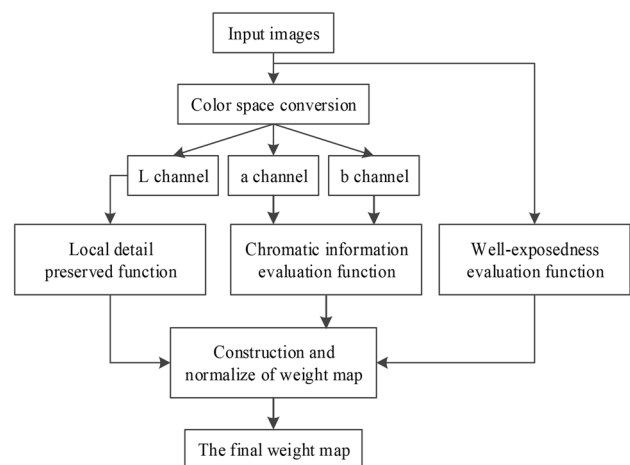 Input images
Color space conversion
L channel
a channel
b channel
Local detail
preserved function
Chromatic information
evaluation function
Well-exposedness
evaluation function
Construction and
normalize of weight map
The final weight map